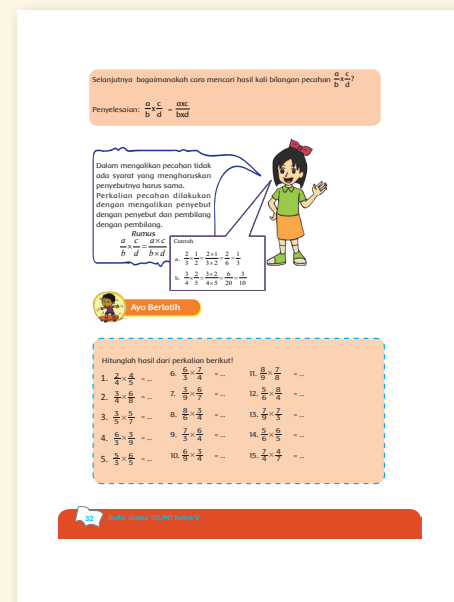 Selanjutnya bagaimanakah cara mencari hasil kali bilangan pecahan a/b x c/d?
Penyelesaian: a/b x c/d = axc/bxd
Dalam mengalikan pecahan tidak
ada syarat yang mengharuskan
penyebutnya harus sama.
Perkalian pecahan dilakukan
dengan mengalikan penyebut
dengan penyebut dan pembilang
dengan pembilang.
Rumus
a/b × c/d = a×c/b×d
Contoh
a. 2/3 × 1/2 = 2×1/3×2 = 2/6 = 1/3
b. 3/4 × 2/5 = 3×2/4×5 = 6/20 = 3/10
Ayo Berlatih
Hitunglah hasil dari perkalian berikut!
1. 2/4 × 4/5 = ...
2. 3/4 × 6/8 = ...
3. 3/5 × 5/7 = ...
4. 6/3 × 3/9 = ...
5. 5/3 × 6/5 = ...
6. 6/3 × 7/4 = ...
7. 3/9 × 6/7 = ...
8. 8/6 × 3/4 = ...
9. 7/3 × 6/4 = ...
10. 6/9 × 3/4 = ...
11. 8/9 × 7/8 = ...
12. 5/6 × 8/4 = ...
13. 7/9 × 7/3 = ...
14. 5/6 × 6/5 = ...
15. 7/4 × 4/7 = ...
32 Buku Siswa SD/MI Kelas V